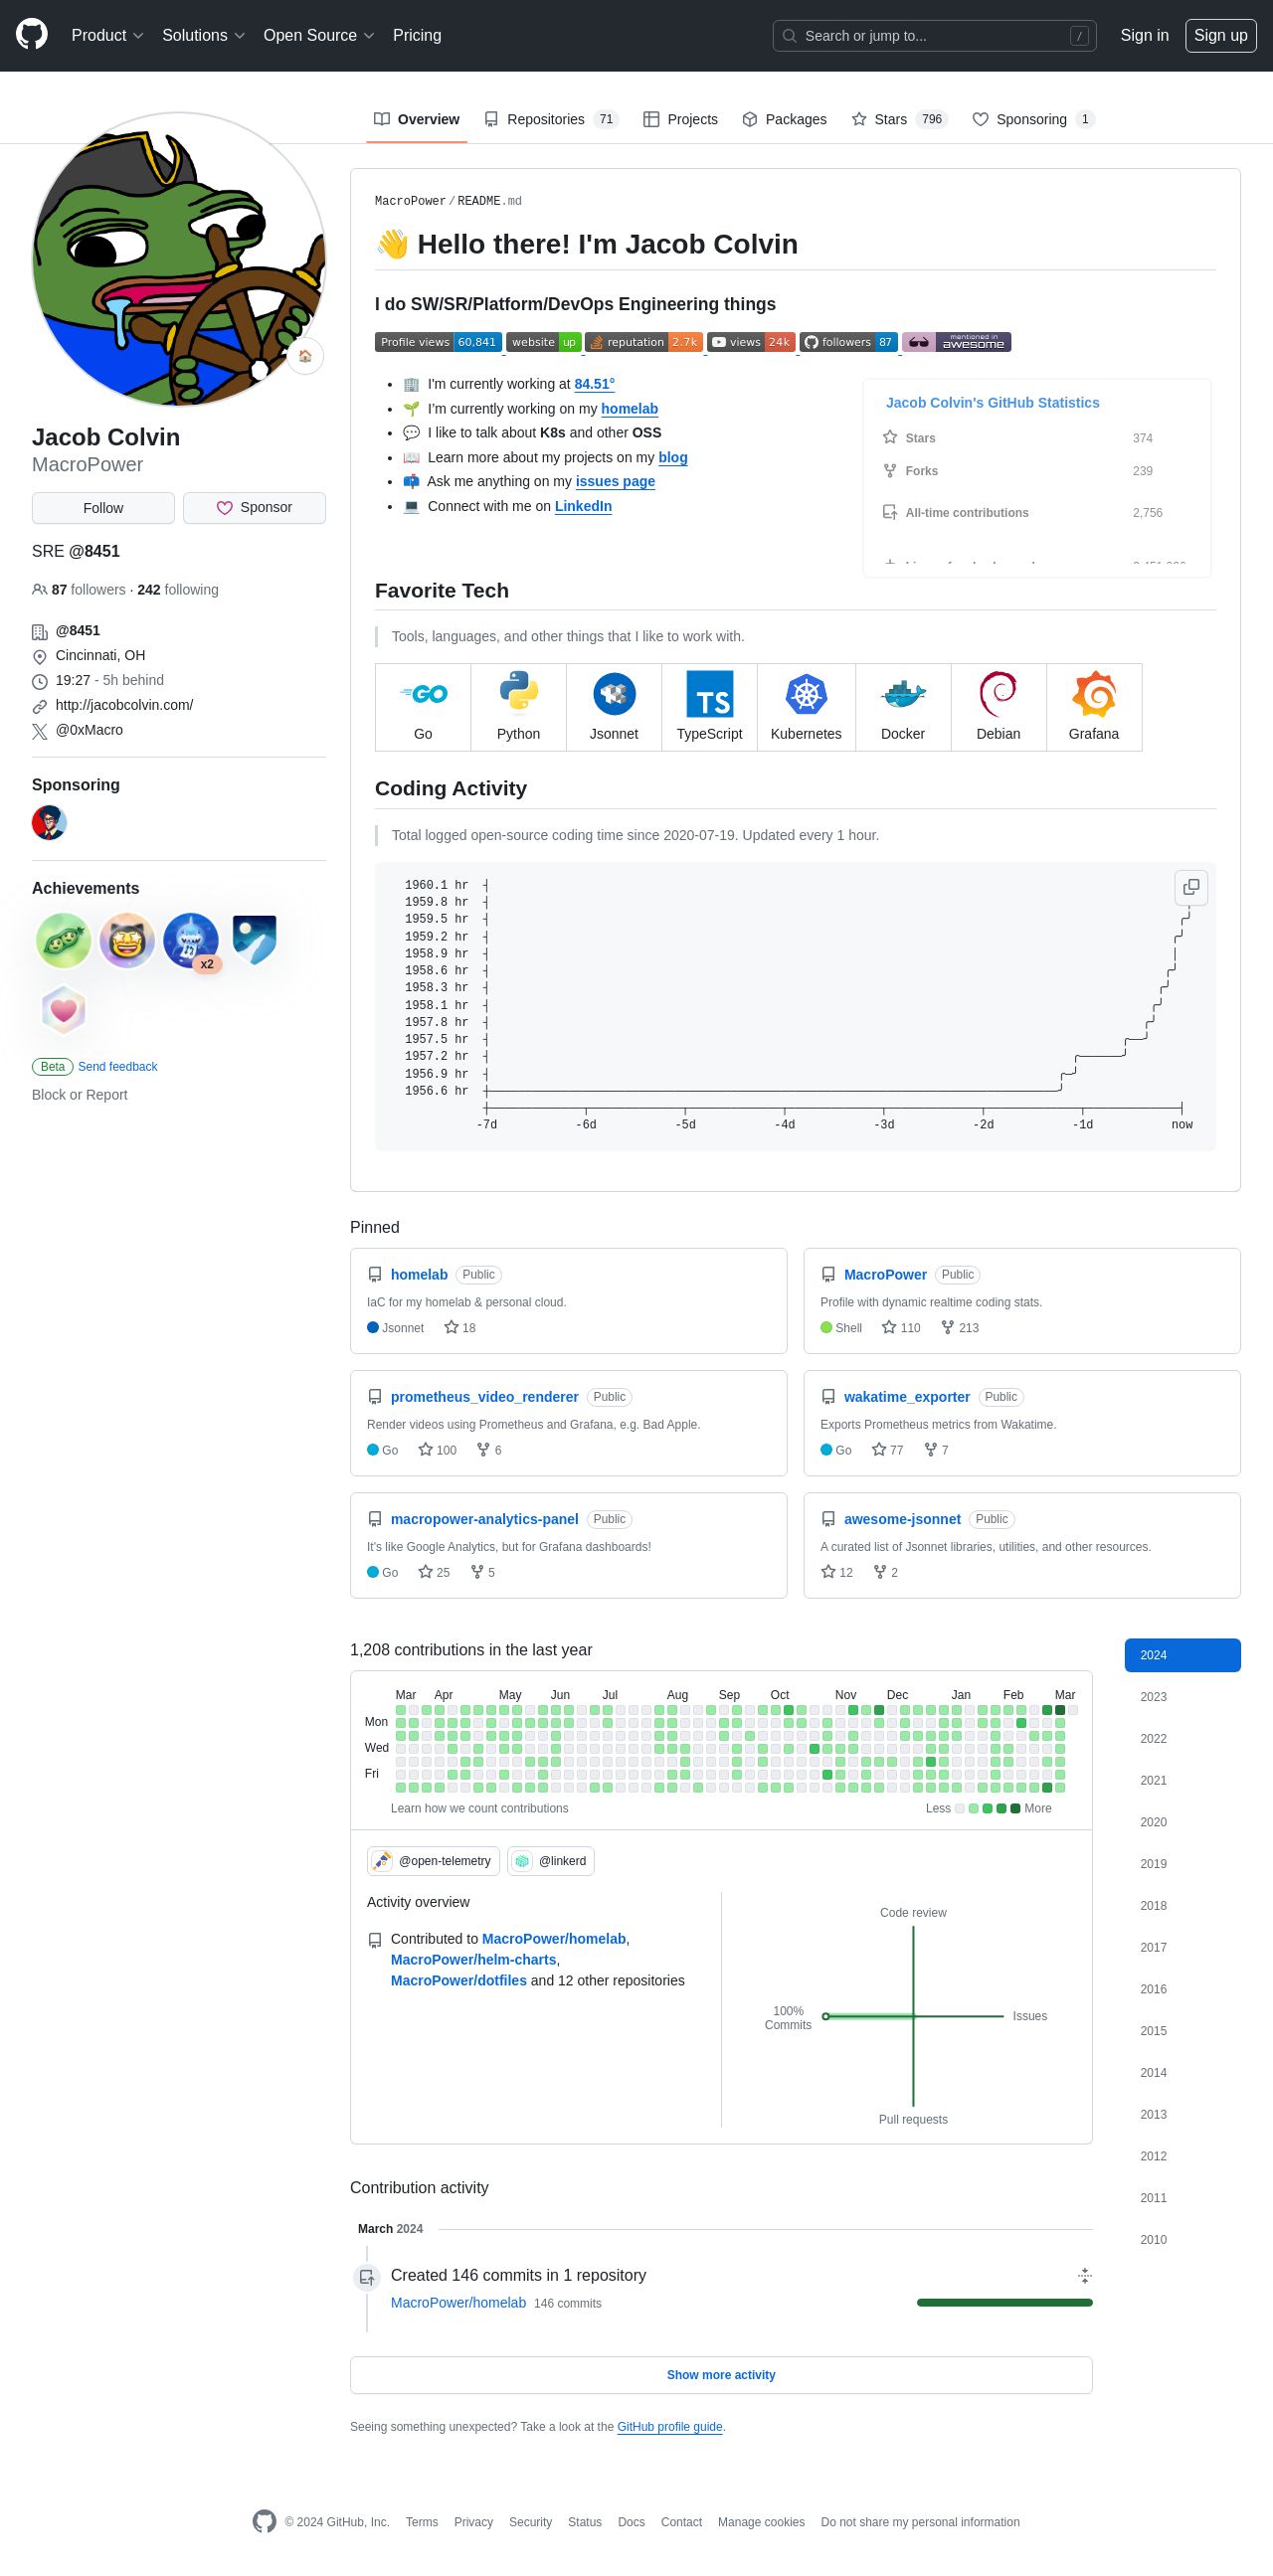 Product Solutions Open Source Pricing Search or jump to... / Sign in Sign up
Overview Repositories 71 Projects Packages Stars 796 Sponsoring 1
Jacob Colvin
MacroPower
Follow Sponsor
SRE @8451
87 followers · 242 following
@8451
Cincinnati, OH
19:27 - 5h behind
http://jacobcolvin.com/
@0xMacro
Sponsoring
Achievements
x2
Beta Send feedback
Block or Report
MacroPower/README.md
👋 Hello there! I'm Jacob Colvin
I do SW/SR/Platform/DevOps Engineering things
Profile views 60,841 website up reputation 2.7k views 24k followers 87 mentioned in awesome
🏢 I'm currently working at 84.51°
🌱 I'm currently working on my homelab
💬 I like to talk about K8s and other OSS
📖 Learn more about my projects on my blog
📫 Ask me anything on my issues page
💻 Connect with me on LinkedIn
Jacob Colvin's GitHub Statistics
Stars 374
Forks 239
All-time contributions 2,756
Favorite Tech
Tools, languages, and other things that I like to work with.
GO TS
Go Python Jsonnet TypeScript Kubernetes Docker Debian Grafana
Coding Activity
Total logged open-source coding time since 2020-07-19. Updated every 1 hour.
1960.1 hr
1959.8 hr
1959.5 hr
1959.2 hr
1958.9 hr
1958.6 hr
1958.3 hr
1958.1 hr
1957.8 hr
1957.5 hr
1957.2 hr
1956.9 hr
1956.6 hr
-7d -6d -5d -4d -3d -2d -1d now
Pinned
homelab Public
IaC for my homelab & personal cloud.
Jsonnet 18
MacroPower Public
Profile with dynamic realtime coding stats.
Shell 110 213
prometheus_video_renderer Public
Render videos using Prometheus and Grafana, e.g. Bad Apple.
Go 100 6
wakatime_exporter Public
Exports Prometheus metrics from Wakatime.
Go 77 7
macropower-analytics-panel Public
It's like Google Analytics, but for Grafana dashboards!
Go 25 5
awesome-jsonnet Public
A curated list of Jsonnet libraries, utilities, and other resources.
12 2
1,208 contributions in the last year
Mar Apr May Jun Jul Aug Sep Oct Nov Dec Jan Feb Mar
Mon
Wed
Fri
Learn how we count contributions Less More
@open-telemetry @linkerd
Activity overview
Contributed to MacroPower/homelab,
MacroPower/helm-charts,
MacroPower/dotfiles and 12 other repositories
Code review
100%
Commits
Issues
Pull requests
2024
2023
2022
2021
2020
2019
2018
2017
2016
2015
2014
2013
2012
2011
2010
Contribution activity
March 2024
Created 146 commits in 1 repository
MacroPower/homelab 146 commits
Show more activity
Seeing something unexpected? Take a look at the GitHub profile guide.
© 2024 GitHub, Inc. Terms Privacy Security Status Docs Contact Manage cookies Do not share my personal information